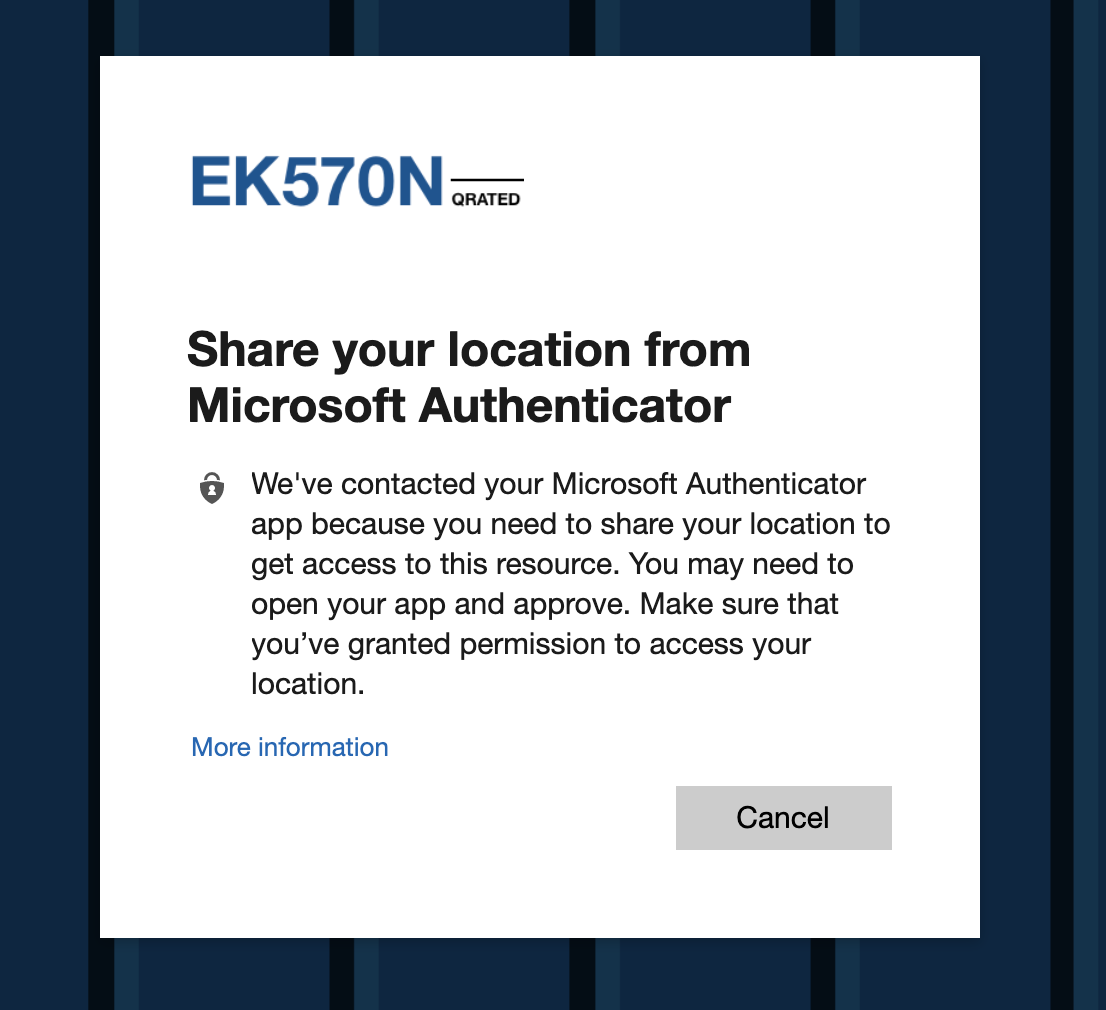 EK570N QRATED
Share your location from
Microsoft Authenticator
We've contacted your Microsoft Authenticator
app because you need to share your location to
get access to this resource. You may need to
open your app and approve. Make sure that
you’ve granted permission to access your
location.
More information
Cancel